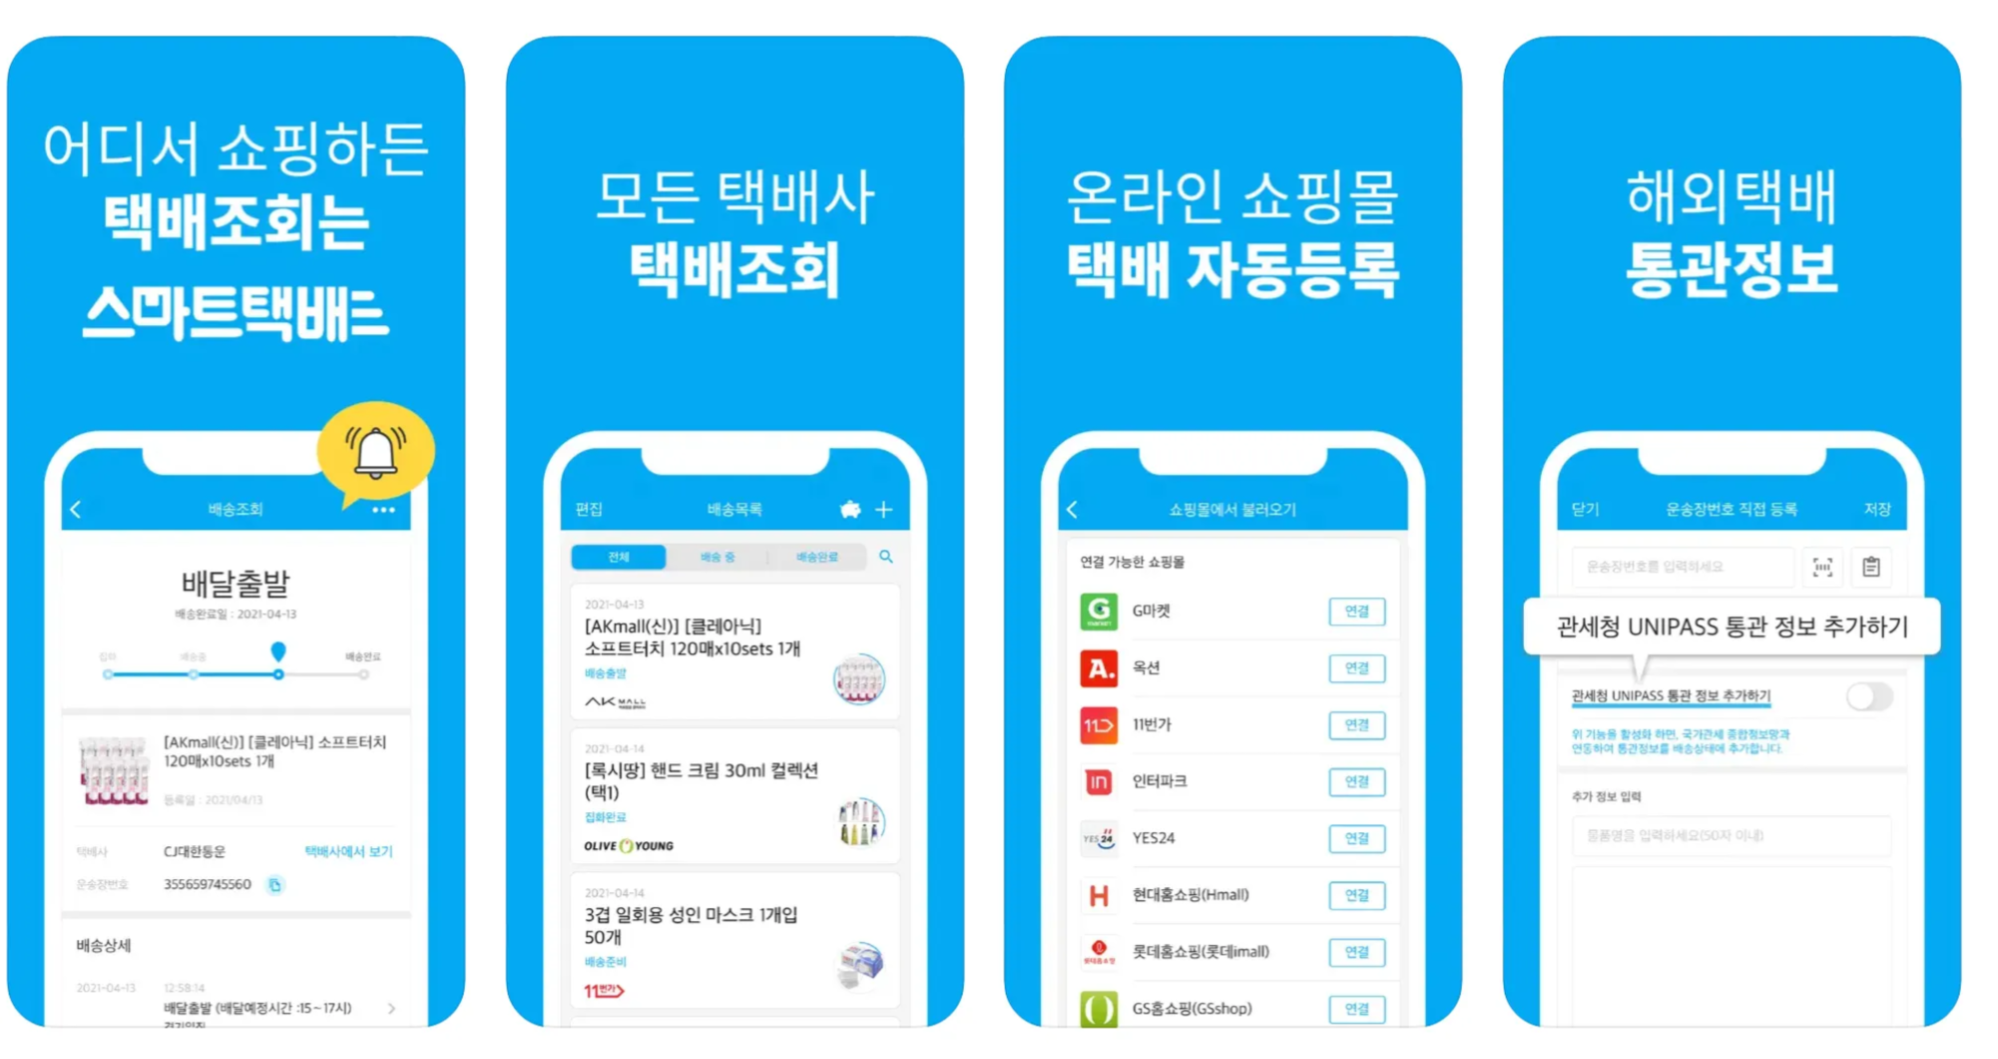 어디서 쇼핑하든
택배조회는
스마트택배
배송조회
배달출발
배송완료일 : 2021-04-13
집화
배송중
배송완료
[AKmall(신)] [클레아닉] 소프트터치
120매x10sets 1개
등록일 : 2021/04/13
택배사
CJ대한통운
택배사에서 보기
운송장번호
355659745560
배송상세
2021-04-13
12:58:14
배달출발 (배달예정시간 :15~17시)
모든 택배사
택배조회
편집
배송목록
전체
배송 중
배송완료
2021-04-13
[AKmall(신)] [클레아닉]
소프트터치 120매x10sets 1개
배송출발
AK MALL
2021-04-14
[록시땅] 핸드 크림 30ml 컬렉션
(택1)
집화완료
OLIVE YOUNG
2021-04-14
3겹 일회용 성인 마스크 1개입
50개
배송준비
11번가
온라인 쇼핑몰
택배 자동등록
쇼핑몰에서 불러오기
연결 가능한 쇼핑몰
G
G마켓
연결
A.
옥션
연결
11
11번가
연결
IN
인터파크
연결
YES24
YES24
연결
H
현대홈쇼핑(Hmall)
연결
롯데홈쇼핑
롯데홈쇼핑(롯데imall)
연결
GS홈쇼핑(GSshop)
연결
해외택배
통관정보
닫기
운송장번호 직접 등록
저장
운송장번호를 입력하세요
관세청 UNIPASS 통관 정보 추가하기
관세청 UNIPASS 통관 정보 추가하기
위 기능을 활성화 하면, 국가관세 종합정보망과
연동하여 통관정보를 배송상태에 추가합니다.
추가 정보 입력
물품명을 입력하세요(50자 이내)